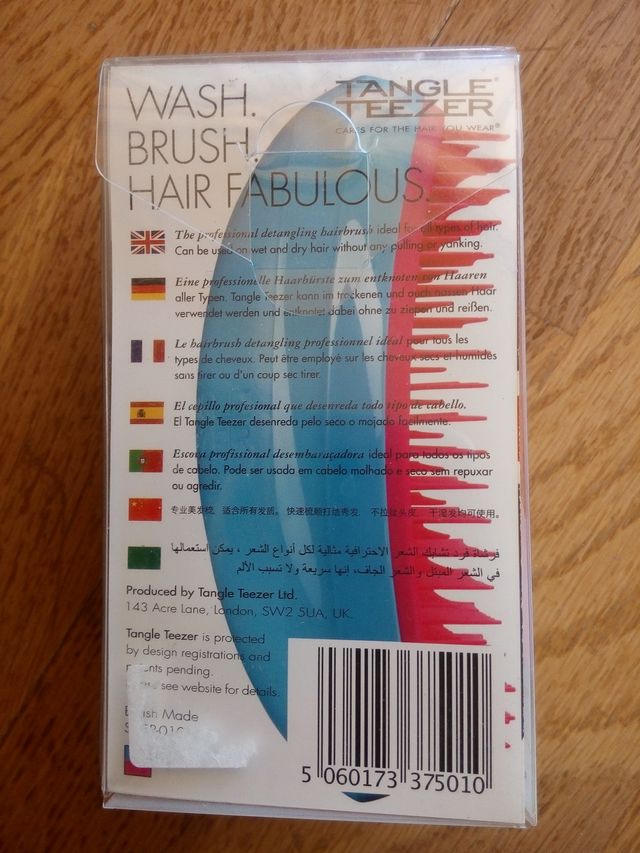 WASH.
BRUSH.
HAIR FABULOUS.
TANGLE
TEEZER®
CARES FOR THE HAIR YOU WEAR®
The professional detangling hairbrush ideal for all types of hair.
Can be used on wet and dry hair without any pulling or yanking.
Eine professionelle Haarbürste zum entknoten von Haaren
aller Typen. Tangle Teezer kann im trockenen und auch nassen Haar
verwendet werden und entknotet dabei ohne zu ziepen und reißen.
Le hairbrush detangling professionnel idéal pour tous les
types de cheveux. Peut être employé sur les cheveux secs et humides
sans tirer ou d'un coup sec tirer.
El cepillo profesional que desenreda todo tipo de cabello.
El Tangle Teezer desenreda pelo seco o mojado facilmente.
Escova profissional desembaraçadora ideal para todos os tipos
de cabelo. Pode ser usada em cabelo molhado e seco sem repuxar
ou agredir.
专业美发梳, 适合所有发质。 快速梳顺打结秀发, 不拉扯头皮, 干湿发均可使用。
فرشاة فرد تشابك الشعر الاحترافية مثالية لكل أنواع الشعر ، يمكن استعمالها
في الشعر المبتل والشعر الجاف، انها سريعة ولا تسبب الألم
Produced by Tangle Teezer Ltd.
143 Acre Lane, London, SW2 5UA, UK.
Tangle Teezer is protected
by design registrations and
patents pending.
see website for details
Made
5 060173 375010